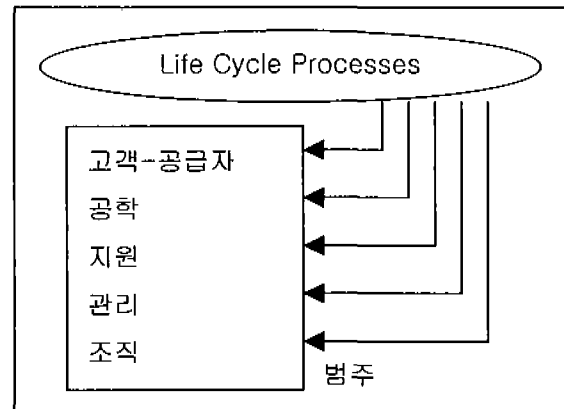 Life Cycle Processes
고객-공급자
공학
지원
관리
조직
범주